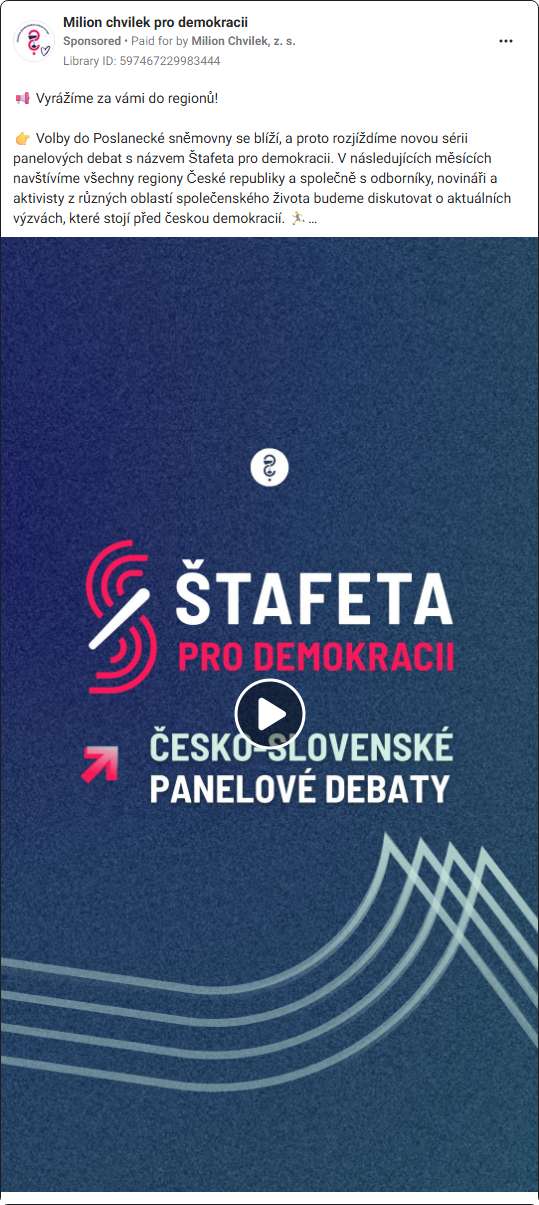 Milion chvilek pro demokracii
Sponsored • Paid for by Milion Chvilek, z. s.
Library ID: 597467229983444
Vyrážíme za vámi do regionů!
👉 Volby do Poslanecké sněmovny se blíží, a proto rozjíždíme novou sérii
panelových debat s názvem Štafeta pro demokracii. V následujících měsících
navštívíme všechny regiony České republiky a společně s odborníky, novináři a
aktivisty z různých oblastí společenského života budeme diskutovat o aktuálních
výzvách, které stojí před českou demokracií. 🏃 ...
ŠTAFETA
PRO DEMOKRACII
ČESKO-SLOVENSKÉ
PANELOVÉ DEBATY